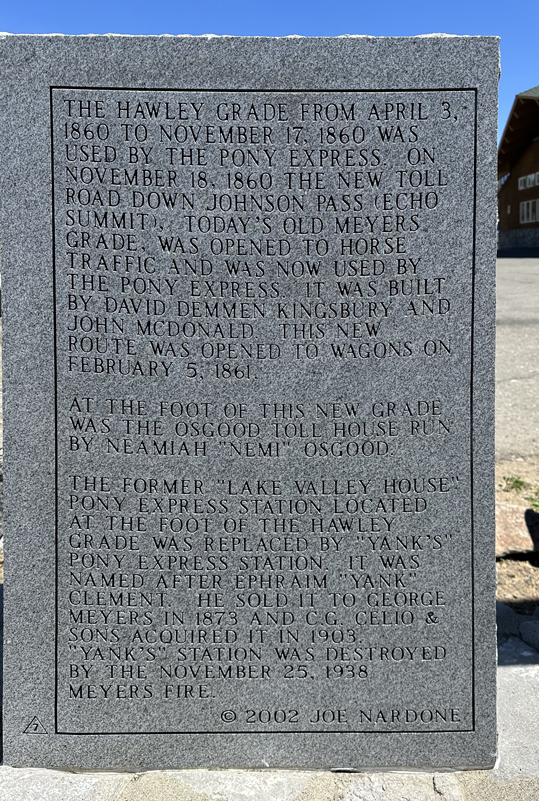 THE HAWLEY GRADE FROM APRIL 3,
1860 TO NOVEMBER 17, 1860 WAS
USED BY THE PONY EXPRESS. ON
NOVEMBER 18, 1860 THE NEW TOLL
ROAD DOWN JOHNSON PASS (ECHO
SUMMIT), TODAY'S OLD MEYERS
GRADE, WAS OPENED TO HORSE
TRAFFIC AND WAS NOW USED BY
THE PONY EXPRESS. IT WAS BUILT
BY DAVID DEMMEN KINGSBURY AND
JOHN MCDONALD. THIS NEW
ROUTE WAS OPENED TO WAGONS ON
FEBRUARY 5, 1861.
AT THE FOOT OF THIS NEW GRADE
WAS THE OSGOOD TOLL HOUSE RUN
BY NEAMIAH "NEMI" OSGOOD.
THE FORMER "LAKE VALLEY HOUSE"
PONY EXPRESS STATION LOCATED
AT THE FOOT OF THE HAWLEY
GRADE WAS REPLACED BY "YANK'S"
PONY EXPRESS STATION. IT WAS
NAMED AFTER EPHRAIM "YANK"
CLEMENT. HE SOLD IT TO GEORGE
MEYERS IN 1873 AND C.G. CELIO &
SONS ACQUIRED IT IN 1903.
"YANK'S" STATION WAS DESTROYED
BY THE NOVEMBER 25, 1938
MEYERS FIRE.
© 2002 JOE NARDONE